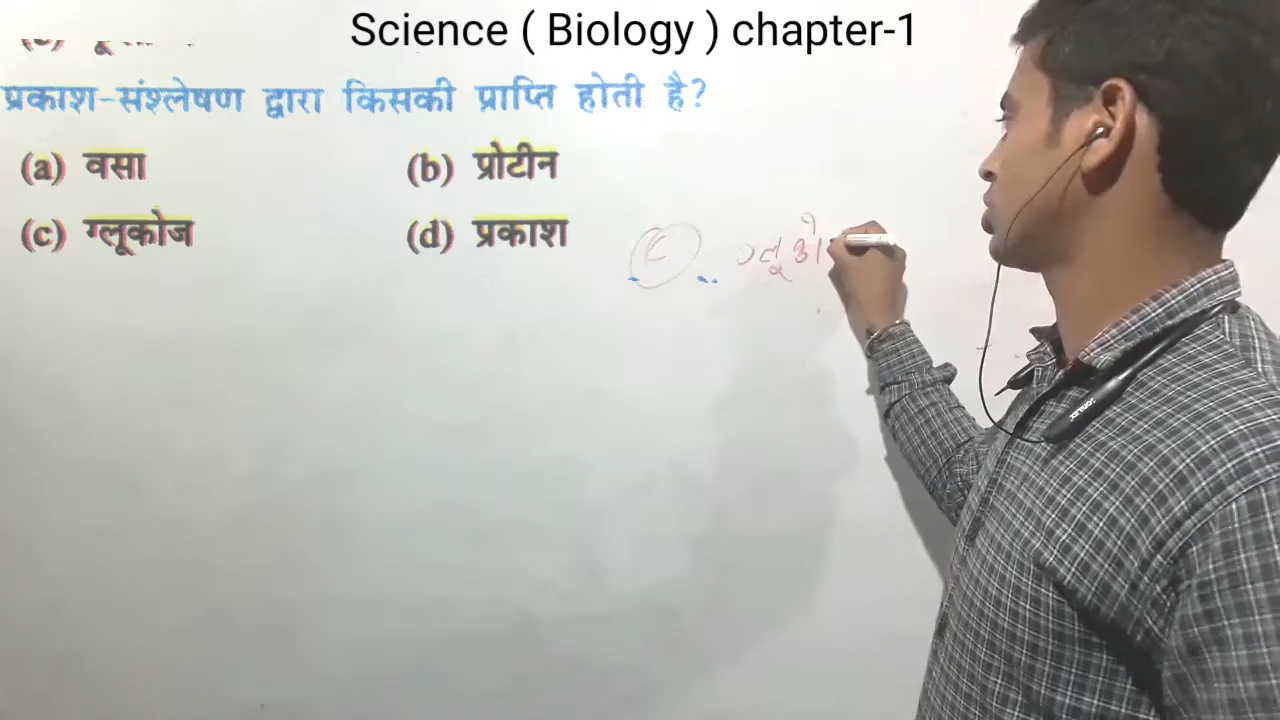 Science ( Biology ) chapter-1
प्रकाश-संश्लेषण द्वारा किसकी प्राप्ति होती है?
(a) वसा (b) प्रोटीन
(c) ग्लूकोज (d) प्रकाश